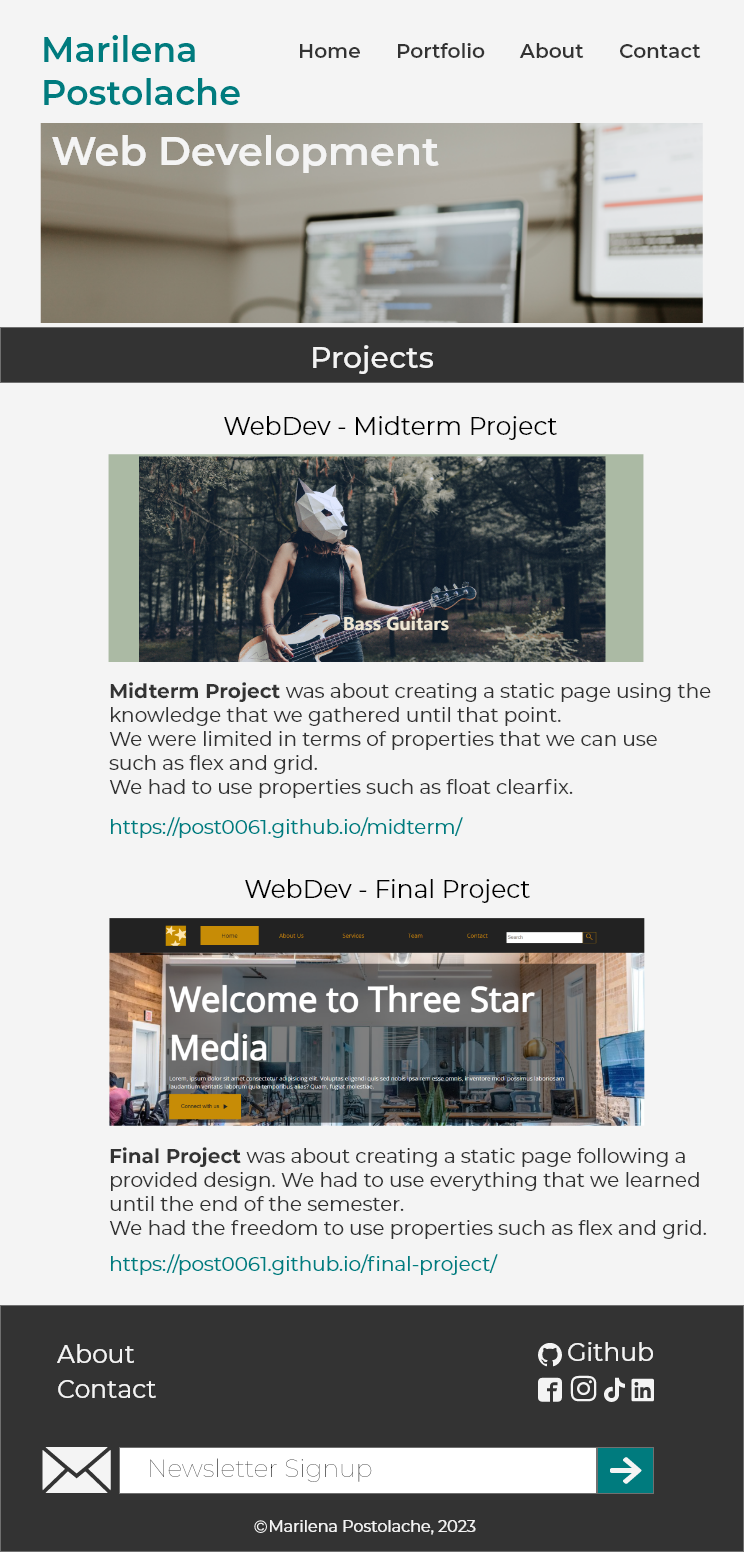 Marilena
Postolache
Home Portfolio About Contact
Web Development
Projects
WebDev - Midterm Project
Bass Guitars
Midterm Project was about creating a static page using the
knowledge that we gathered until that point.
We were limited in terms of properties that we can use
such as flex and grid.
We had to use properties such as float clearfix.
https://post0061.github.io/midterm/
WebDev - Final Project
Home About Us Services Team Contact Search
Welcome to Three Star
Media
Lorem, ipsum dolor sit amet consectetur adipisicing elit. Voluptas eligendi quis sed nobis ipsa rem esse omnis, inventore modi. Dossimus laboriosam
laudantium veritatis laborum quia temporibus alias? Quam, fugiat molestiae.
Connect with us
Final Project was about creating a static page following a
provided design. We had to use everything that we learned
until the end of the semester.
We had the freedom to use properties such as flex and grid.
https://post0061.github.io/final-project/
About
Contact
Github
Newsletter Signup
©Marilena Postolache, 2023